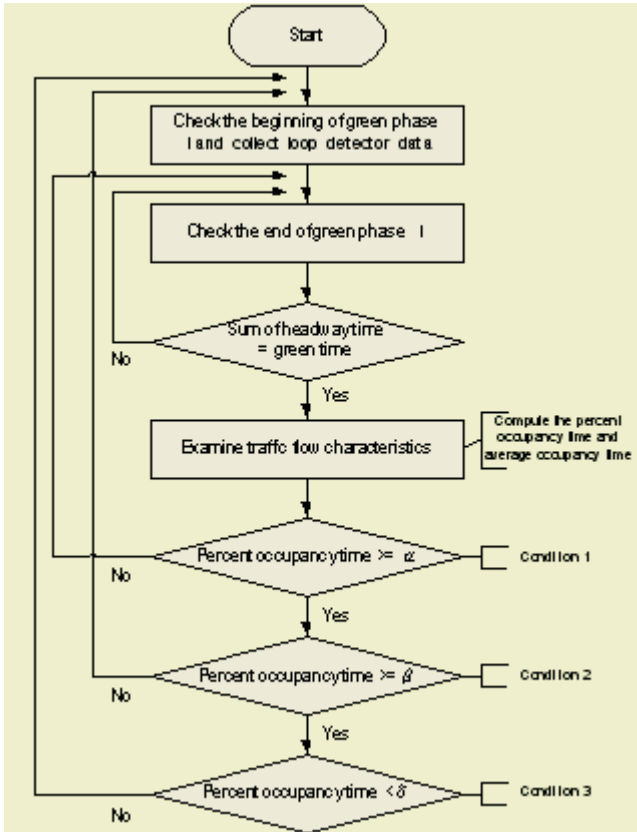 Start
Check the beginning of green phase
I and collect loop detector data
Check the end of green phase I
Sum of headway time
= green time
No
Yes
Examine traffc flow characteristics
Compute the percent
occupancy time and
average occupancy time
Percent occupancy time >= α
Condition 1
No
Yes
Percent occupancy time >= β
Condition 2
No
Yes
Percent occupancy time < δ
Condition 3
No